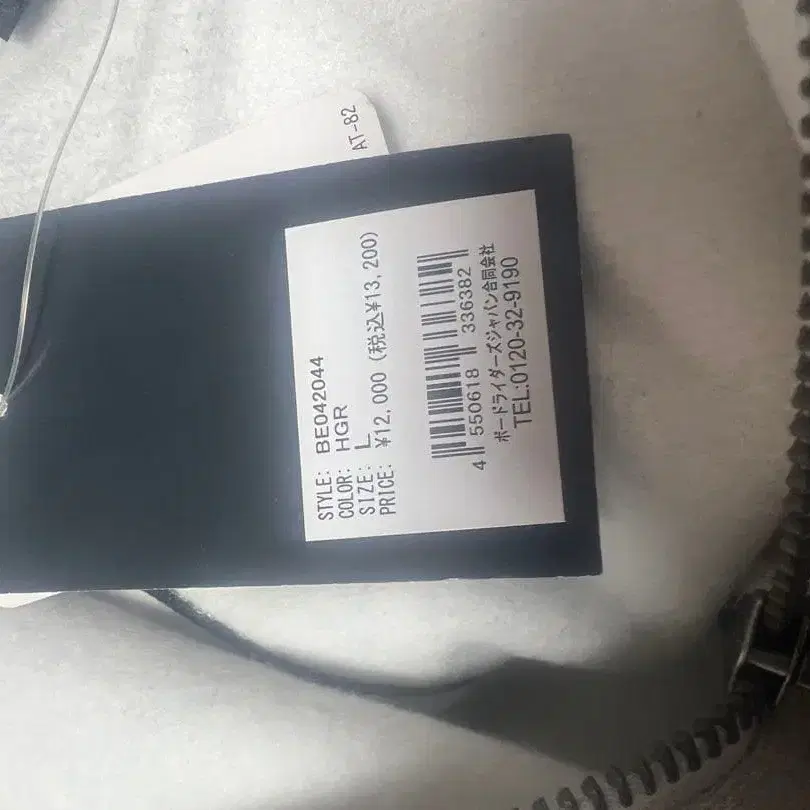 AT-82
STYLE: BE042044
COLOR: HGR
SIZE: L
PRICE: ¥12,000 (税込¥13,200)
4 550618 336382
ボードライダーズジャパン合同会社
TEL:0120-32-9190